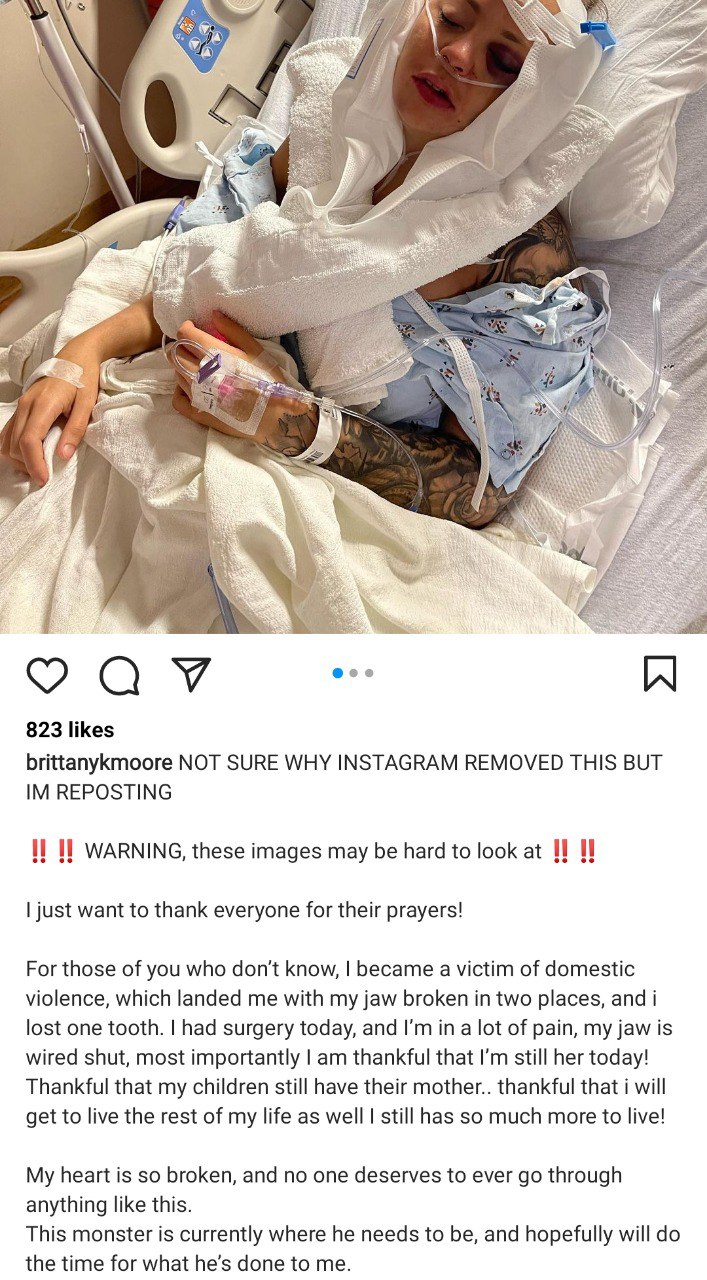 823 likes
brittanykmoore NOT SURE WHY INSTAGRAM REMOVED THIS BUT
IM REPOSTING
‼️ ‼️ WARNING, these images may be hard to look at ‼️ ‼️
I just want to thank everyone for their prayers!
For those of you who don’t know, I became a victim of domestic
violence, which landed me with my jaw broken in two places, and i
lost one tooth. I had surgery today, and I’m in a lot of pain, my jaw is
wired shut, most importantly I am thankful that I’m still her today!
Thankful that my children still have their mother.. thankful that i will
get to live the rest of my life as well I still has so much more to live!
My heart is so broken, and no one deserves to ever go through
anything like this.
This monster is currently where he needs to be, and hopefully will do
the time for what he’s done to me.